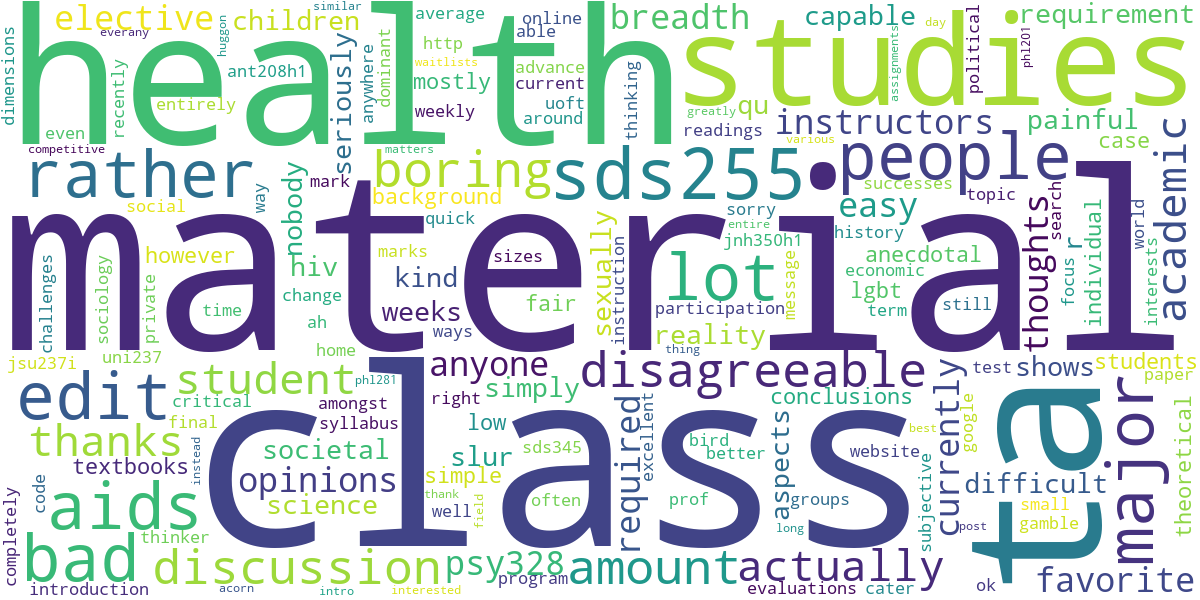 health
studies
material
class
ta
elective
children
similar
average
online
able
breadth
capable
day
requirement
everany
dimensions
recently
huggon
ant208h1
seriously
anywhere
dominant
http
waitlists
mostly
current
advance
weekly
uoft
around
thinking
greatly
readings
qu
assignments
political
phl201
instructors
painful
case
entirely
even
competitive
rather
nobody
mark
matters
boring
background
sds255
various
people
successes
topic
thoughts
search
academic
social
way
quick
sorry
entire
jnh350h1
history
easy
anecdotal
economic
lgbt
term
still
focus
r
individual
world
interests
however
marks
kind
sizes
sexually
instruction
lot
message
participation
challenges
sociology
private
time
hiv
change
ah
weeks
ways
fair
reality
home
thing
jsu237i
uni237
edit
student
critical
final
phl281
anyone
right
simply
disagreeable
conclusions
test
shows
students
paper
google
major
theoretical
thanks
textbooks
societal
opinions
science
amongst
syllabus
low
slur
simple
sds345
required
excellent
bird
better
aspects
website
best
currently
difficult
small
gamble
instead
code
aids
completely
thinker
thank
well
field
often
prof
groups
long
subjective
post
bad
introduction
discussion
acorn
intro
psy328
program
interested
amount
actually
evaluations
cater
ok
favorite